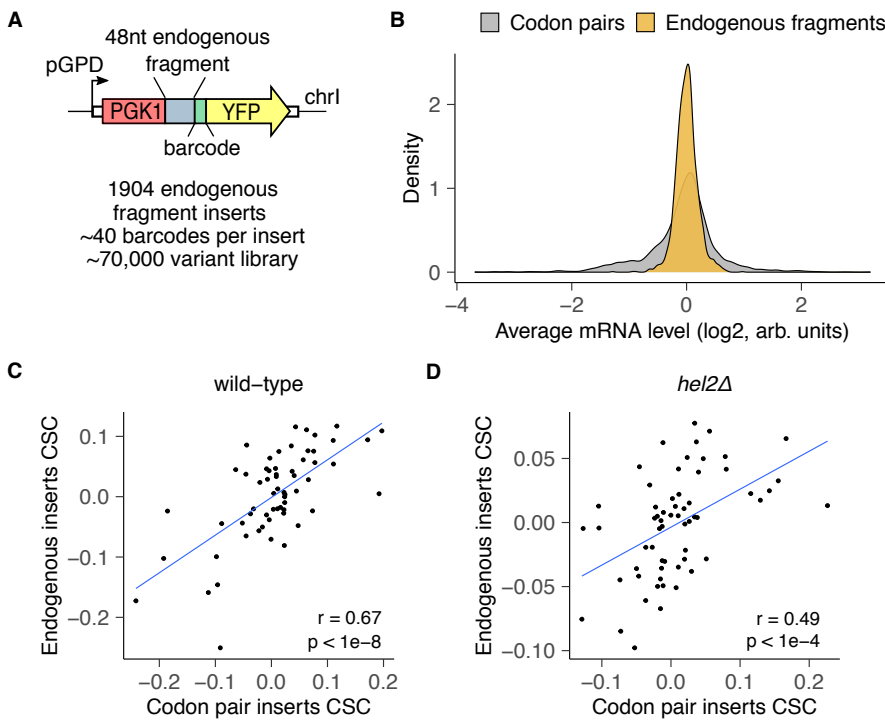 A
48nt endogenous
fragment
pGPD
PGK1
YFP
chrI
barcode
1904 endogenous
fragment inserts
~40 barcodes per insert
~70,000 variant library
B
Codon pairs
Endogenous fragments
Density
2
1
0
−4
−2
0
2
Average mRNA level (log2, arb. units)
C
wild−type
Endogenous inserts CSC
0.1
0.0
−0.1
−0.2
r = 0.67
p < 1e−8
−0.2
−0.1
0.0
0.1
0.2
Codon pair inserts CSC
D
hel2Δ
Endogenous inserts CSC
0.05
0.00
−0.05
−0.10
r = 0.49
p < 1e−4
−0.1
0.0
0.1
0.2
Codon pair inserts CSC